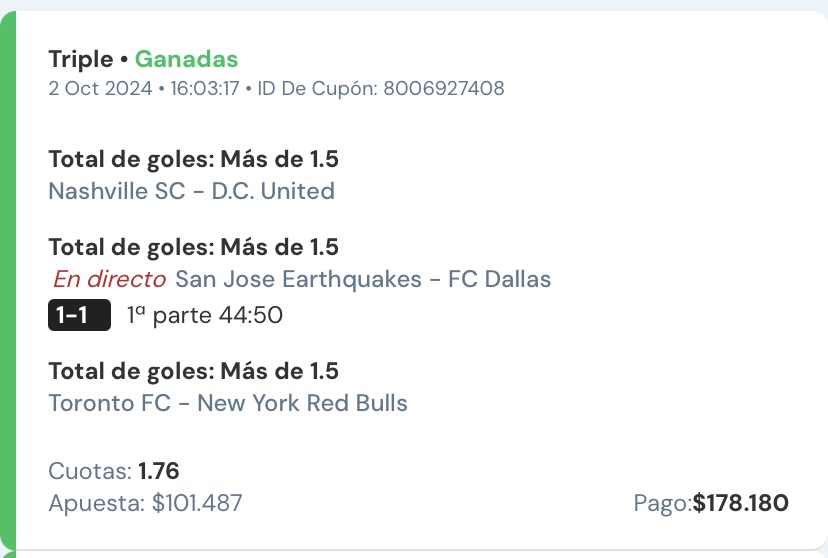 Triple • Ganadas
2 Oct 2024 • 16:03:17 • ID De Cupón: 8006927408
Total de goles: Más de 1.5
Nashville SC - D.C. United
Total de goles: Más de 1.5
En directo San Jose Earthquakes - FC Dallas
1-1 1ª parte 44:50
Total de goles: Más de 1.5
Toronto FC - New York Red Bulls
Cuotas: 1.76
Apuesta: $101.487 Pago:$178.180